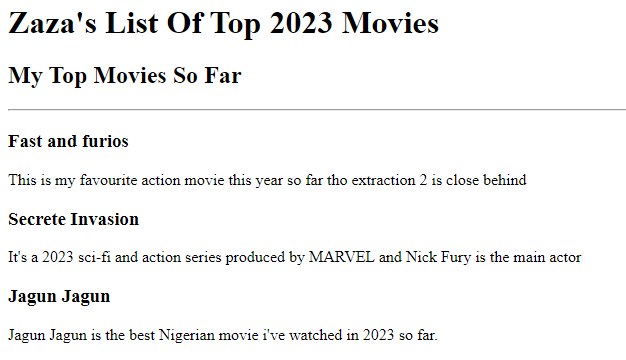 Zaza's List Of Top 2023 Movies
My Top Movies So Far
Fast and furios
This is my favourite action movie this year so far tho extraction 2 is close behind
Secrete Invasion
It's a 2023 sci-fi and action series produced by MARVEL and Nick Fury is the main actor
Jagun Jagun
Jagun Jagun is the best Nigerian movie i've watched in 2023 so far.